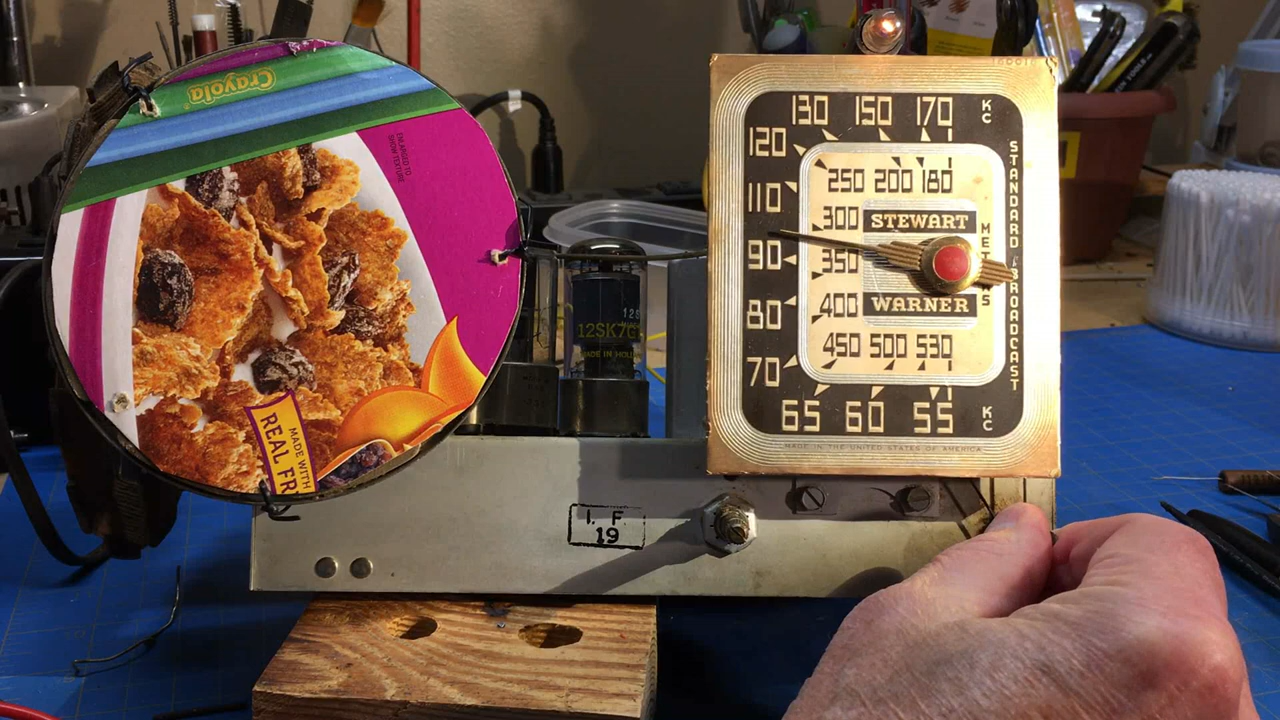 Crayola
ENLARGED TO
SHOW TEXTURE
MADE WITH
REAL FR
12SK7G
MADE IN HOLL
I. F
19
130 150 170 KC
120
110
90
80
70
65 60 55 KC
250 200 180
300
350
400
450 500 530
STEWART
WARNER
METERS
STANDARD BROADCAST
MADE IN THE UNITED STATES OF AMERICA